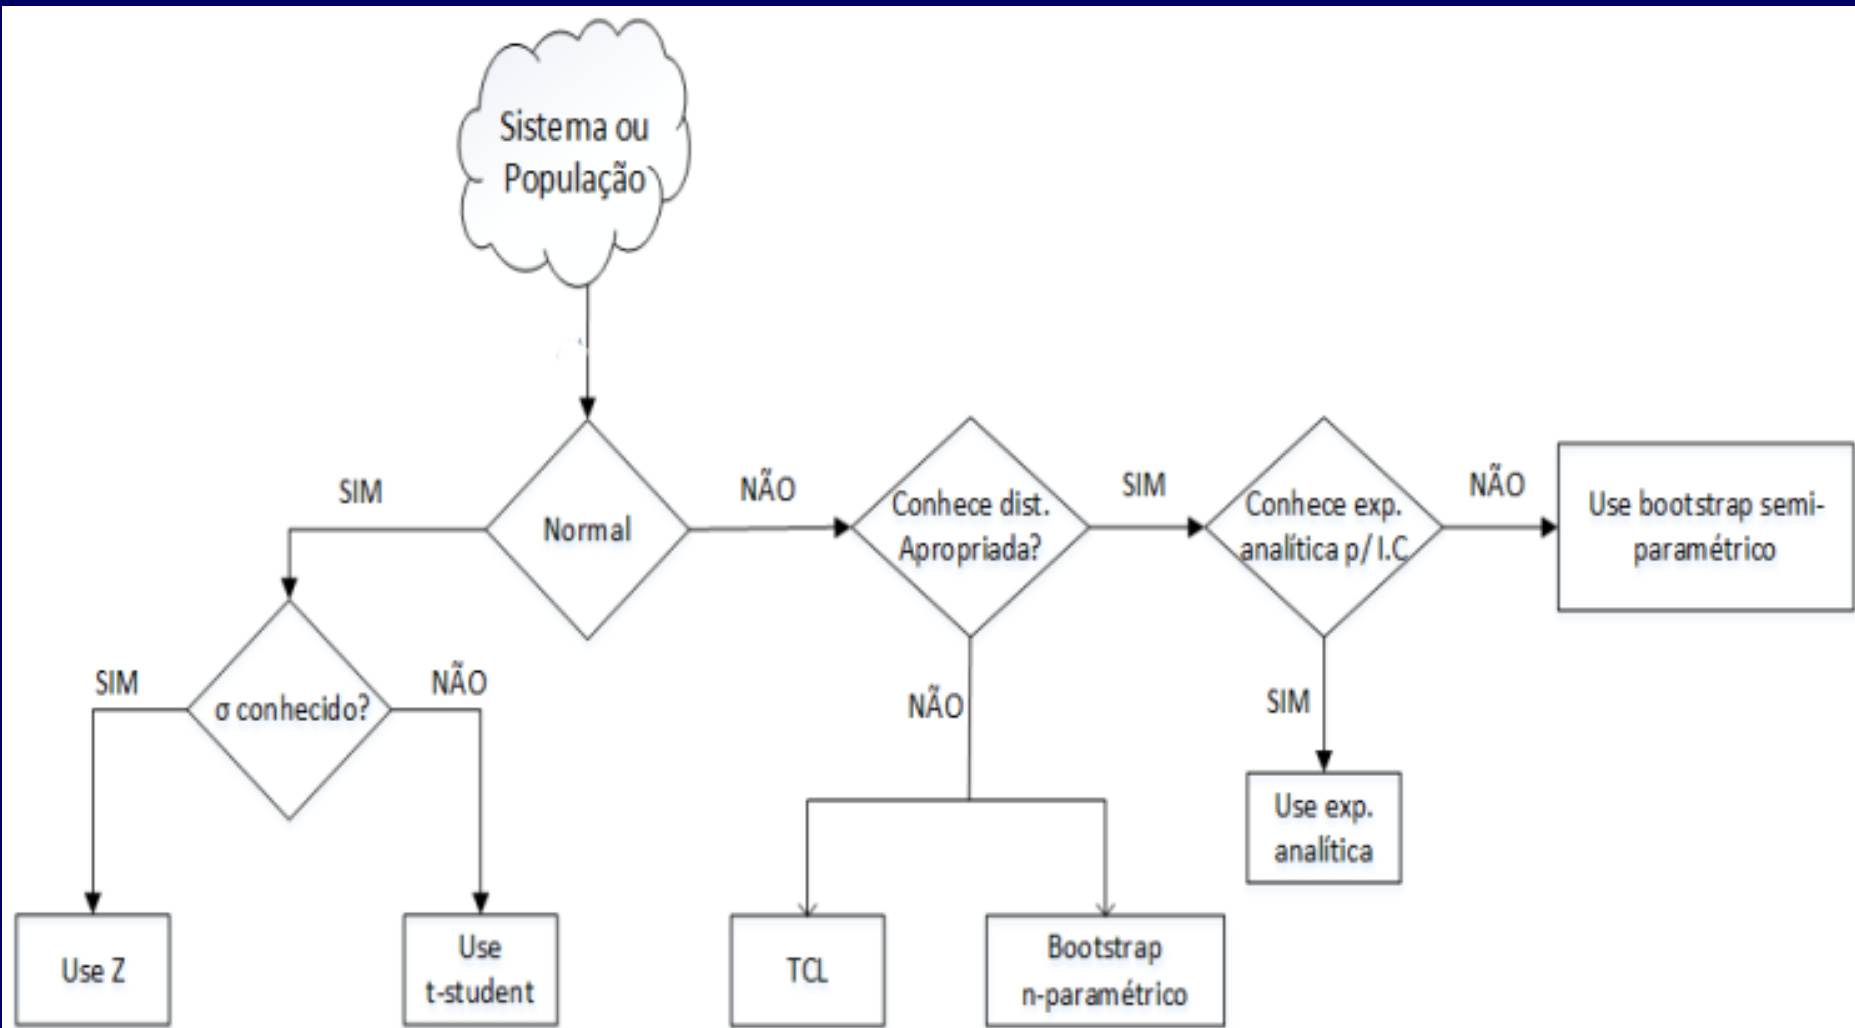 Sistema ou
População
SIM
Normal
NÃO
Conhece dist.
Apropriada?
SIM
Conhece exp.
analítica p/ I.C
NÃO
Use bootstrap semi-
paramétrico
SIM
σ conhecido?
NÃO
NÃO
SIM
Use exp.
analítica
Use Z
Use
t-student
TCL
Bootstrap
n-paramétrico